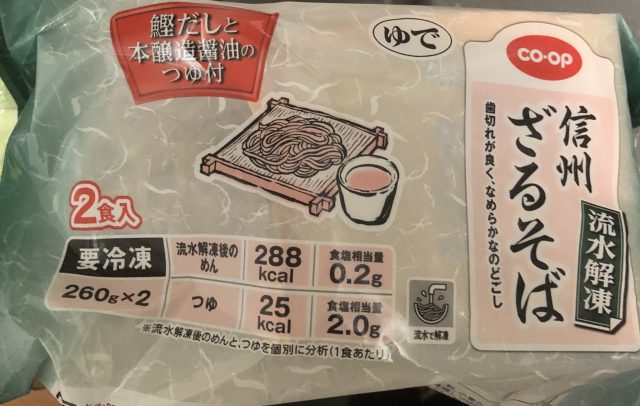 鰹だしと
本醸造醤油の
つゆ付
ゆで
co-op
信州
ざるそば
歯切れが良く、なめらかなのどごし
流水解凍
2食入
要冷凍
260g×2
流水解凍後の
めん
288
kcal
食塩相当量
0.2g
つゆ
25
kcal
食塩相当量
2.0g
※流水解凍後のめんと、つゆを個別に分析(1食あたり)
流水で解凍